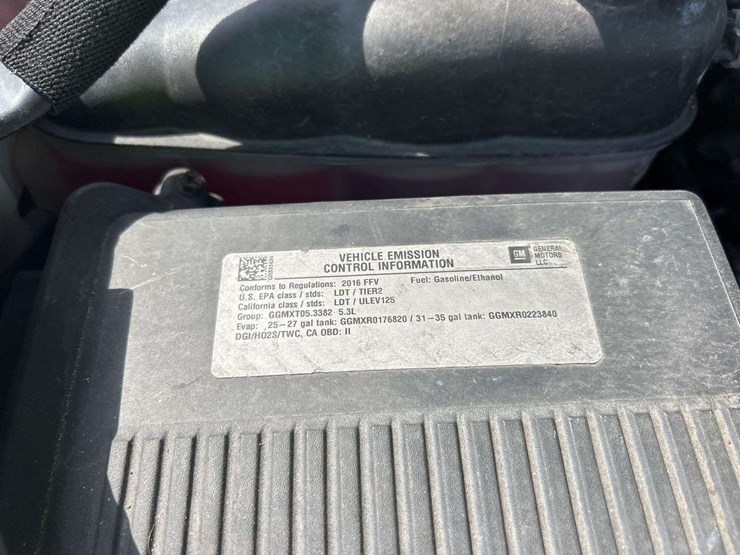 VEHICLE EMISSION
CONTROL INFORMATION
GM
GENERAL
MOTORS
LLC
Conforms to Regulations: 2016 FFV Fuel: Gasoline/Ethanol
U.S. EPA class / stds: LDT / TIER2
California class / stds: LDT / ULEV125
Group: GGMXT05.3382 5.3L
Evap: 25-27 gal tank: GGMXR0176820 / 31-35 gal tank: GGMXR0223840
DGI/HO2S/TWC, CA OBD: II